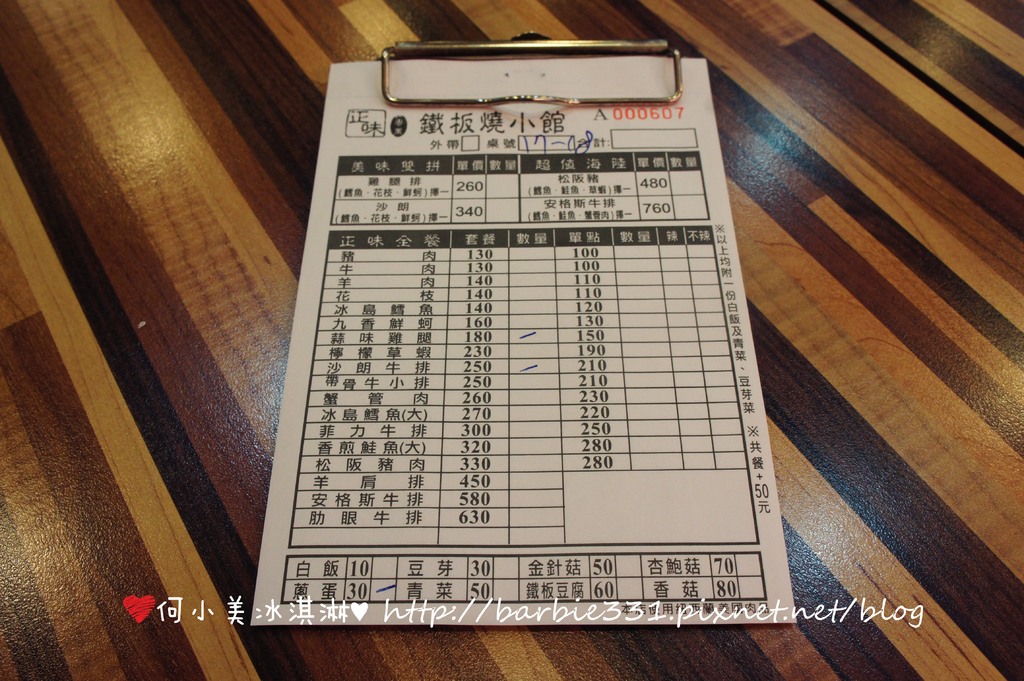 正味 鐵板燒小館 A 000607
外帶 桌號 17-18 合計:
美味雙拼 單價 數量 超值海陸 單價 數量
雞腿排 260 松阪豬 480
(鱈魚、花枝、鮮蚵)擇一 (鱈魚、鮭魚、草蝦)擇一
沙朗 340 安格斯牛排 760
(鱈魚、花枝、鮮蚵)擇一 (鱈魚、鮭魚、蟹管肉)擇一
正味全餐 套餐 數量 單點 數量 辣 不辣
豬肉 130 100
牛肉 130 100
羊肉 140 110
花枝 140 110
冰島鱈魚 140 120
九香鮮蚵 160 130
蒜味雞腿 180 150
檸檬草蝦 230 190
沙朗牛排 250 210
帶骨牛小排 250 210
蟹管肉 260 230
冰島鱈魚(大) 270 220
菲力牛排 300 250
香煎鮭魚(大) 320 280
松阪豬肉 330 280
羊肩排 450
安格斯牛排 580
肋眼牛排 630
※以上均附一份白飯及青菜、豆芽菜 ※共餐+50元
白飯 10 豆芽 30 金針菇 50 杏鮑菇 70
蔥蛋 30 青菜 50 鐵板豆腐 60 香菇 80
何小美冰淇淋♥ http://barbie331.pixnet.net/blog